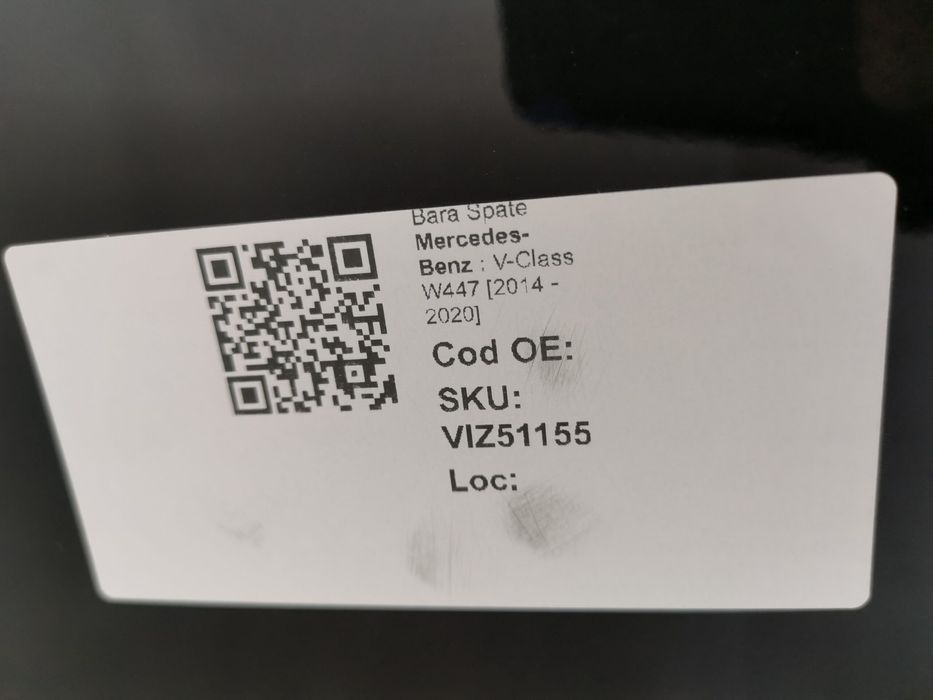 Bara Spate
Mercedes-
Benz : V-Class
W447 [2014 -
2020]
Cod OE:
SKU:
VIZ51155
Loc: